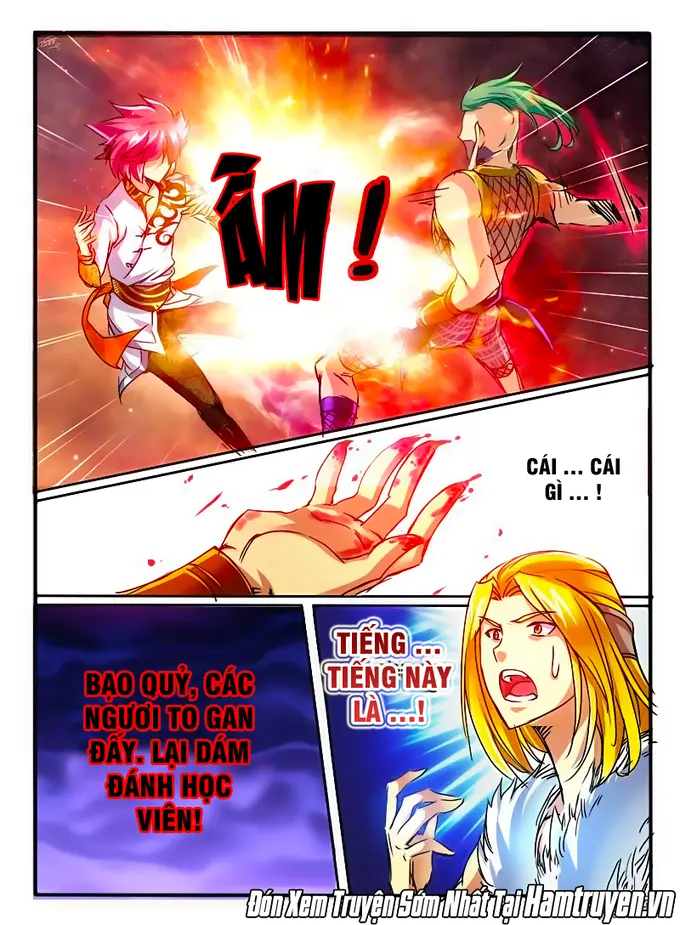 ẦM !
CÁI ... CÁI
GÌ ... !
BẠO QUỶ, CÁC
NGƯƠI TO GAN
ĐẤY. LẠI DÁM
ĐÁNH HỌC
VIÊN!
TIẾNG ...
TIẾNG NÀY
LÀ ...!
Đón Xem Truyện Sớm Nhất Tại Hamtruyen.vn